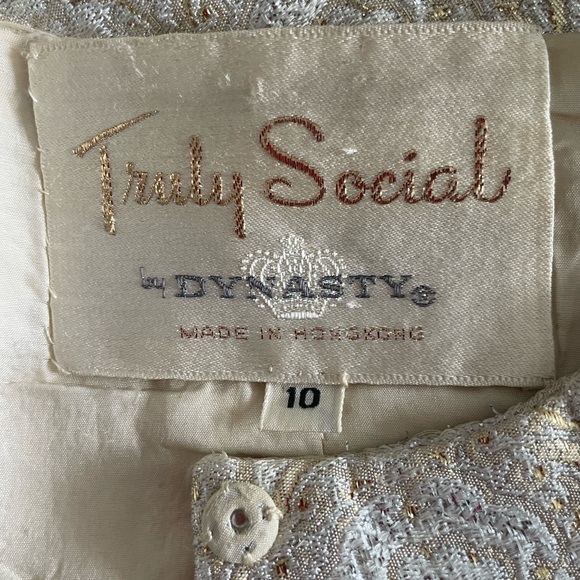 Truly Social
by DYNASTY®
MADE IN HONGKONG
10